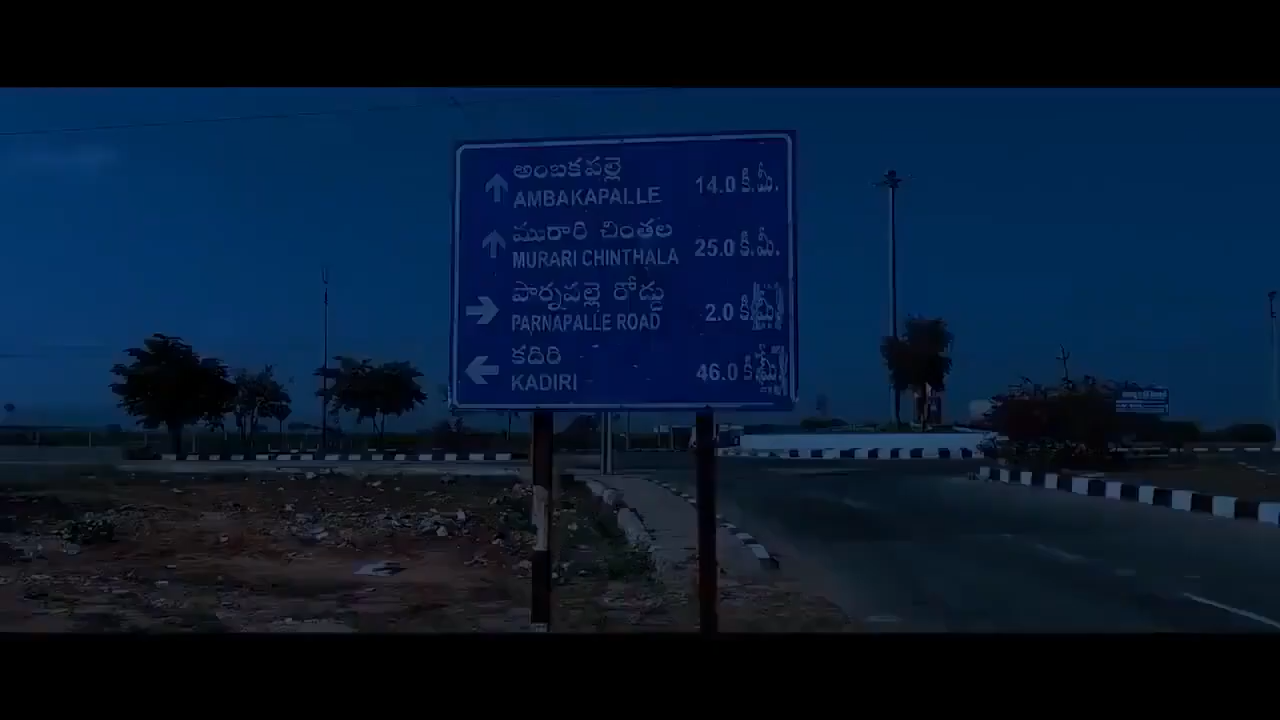 అంబకపల్లె
AMBAKAPALLE 14.0 కి.మీ.
మురారి చింతల
MURARI CHINTHALA 25.0 కి.మీ.
పార్నపల్లె రోడ్డు
PARNAPALLE ROAD 2.0 కి.మీ.
కదిరి
KADIRI 46.0 కి.మీ.